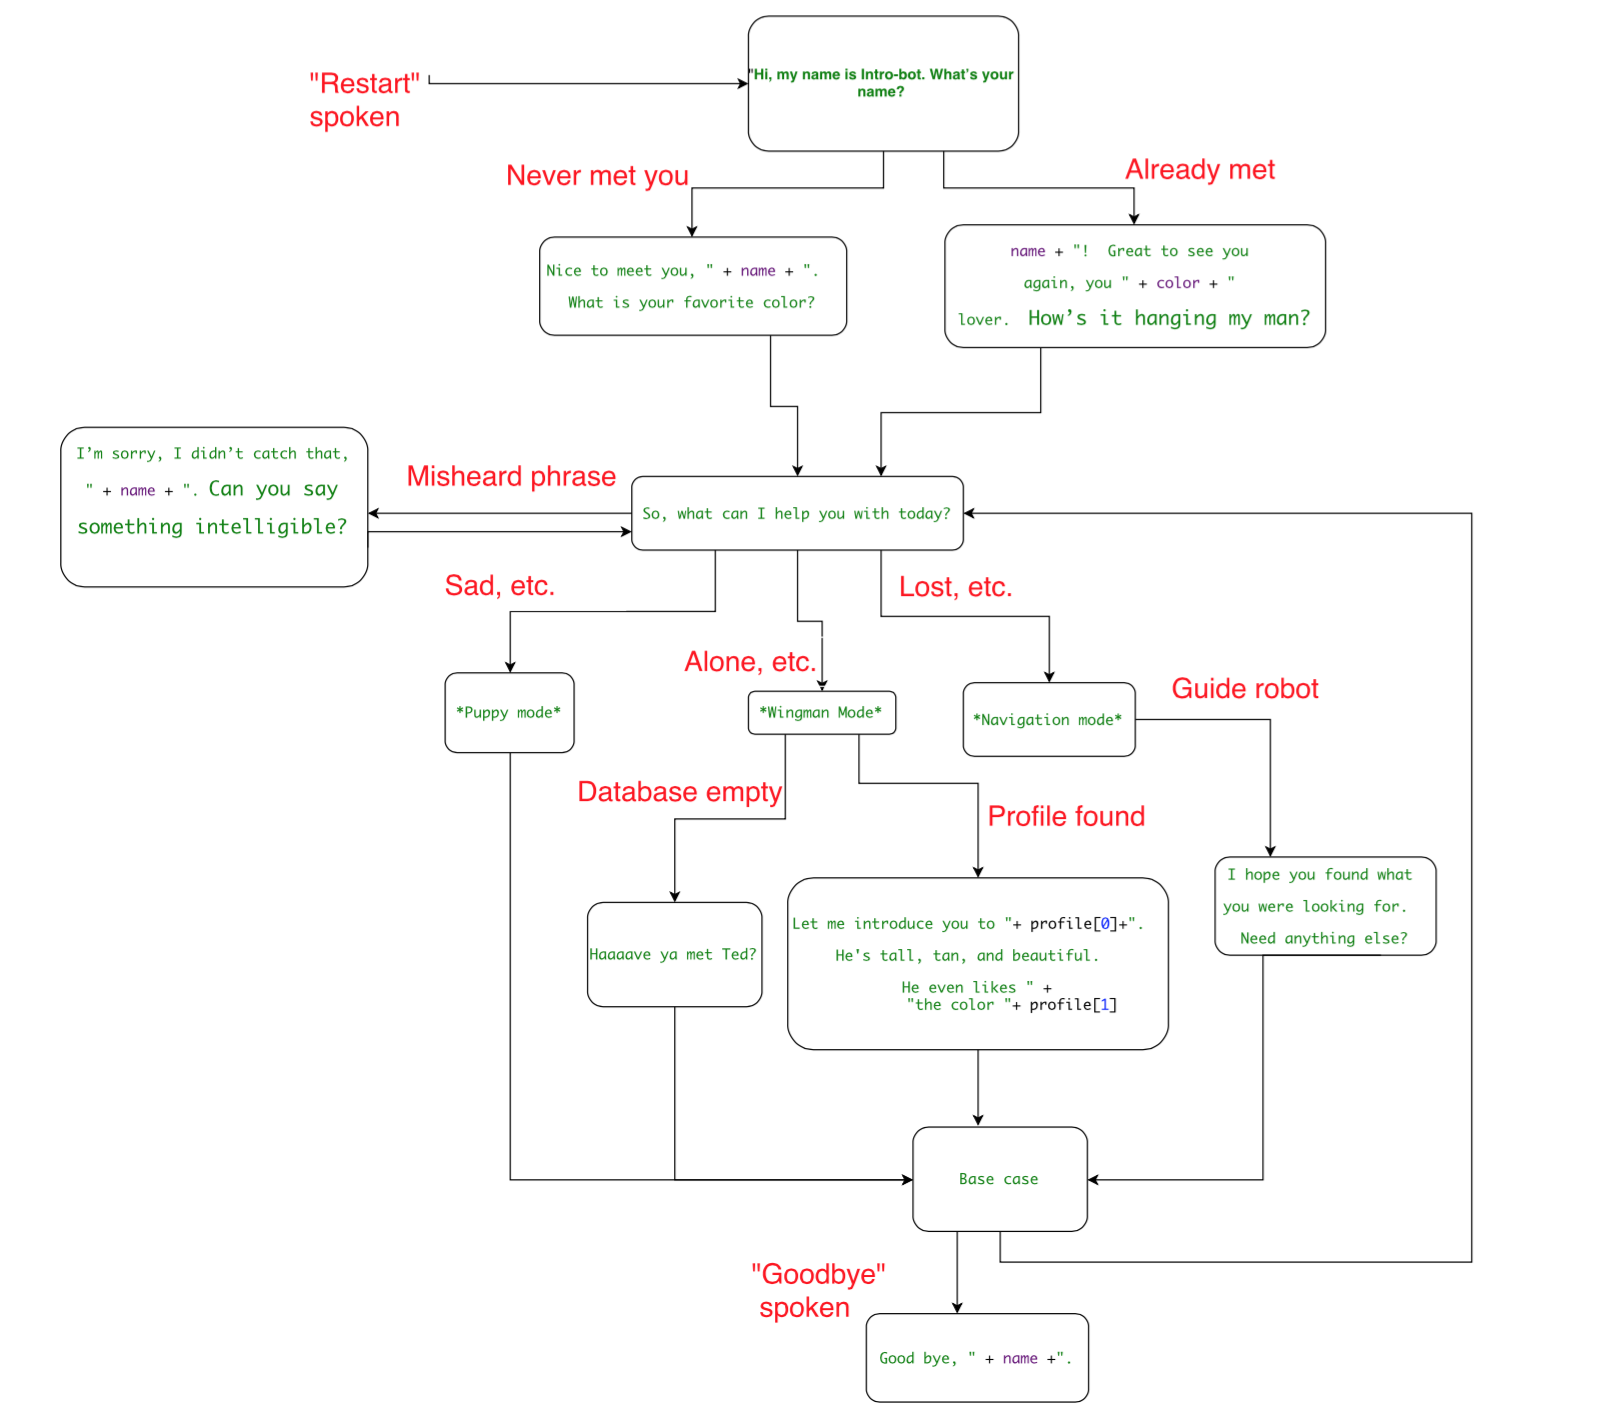 "Restart"
spoken
"Hi, my name is Intro-bot. What's your
name?
Never met you
Already met
Nice to meet you, " + name + ".
What is your favorite color?
name + "!  Great to see you
again, you " + color + "
lover.  How’s it hanging my man?
I’m sorry, I didn’t catch that,
" + name + ". Can you say
something intelligible?
Misheard phrase
So, what can I help you with today?
Sad, etc.
Alone, etc.
Lost, etc.
*Puppy mode*
*Wingman Mode*
*Navigation mode*
Guide robot
Database empty
Profile found
Haaaave ya met Ted?
Let me introduce you to "+ profile[0]+".
He's tall, tan, and beautiful.
He even likes " +
"the color "+ profile[1]
I hope you found what
you were looking for.
Need anything else?
Base case
"Goodbye"
spoken
Good bye, " + name +".